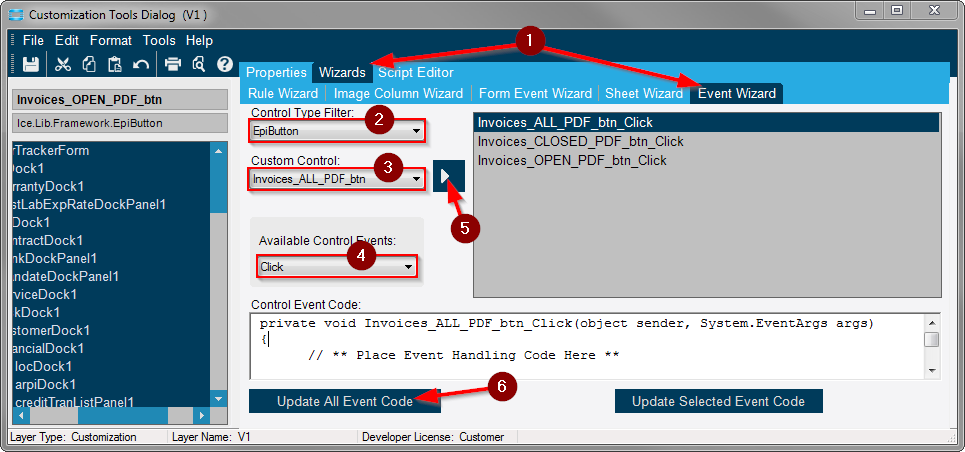 Customization Tools Dialog (V1 )
File Edit Format Tools Help
1
Properties Wizards Script Editor
Rule Wizard Image Column Wizard Form Event Wizard Sheet Wizard Event Wizard
Invoices_OPEN_PDF_btn
Ice.Lib.Framework.EpiButton
rTrackerForm
Dock1
rrantyDock1
stLabExpRateDockPanel1
Dock1
ntractDock1
nkDockPanel1
andateDockPanel1
rviceDock1
kDock1
stomerDock1
ancialDock1
locDock1
arpiDock1
creditTranListPanel1
Control Type Filter:
2
EpiButton
Custom Control:
3
Invoices_ALL_PDF_btn
5
Available Control Events:
4
Click
Invoices_ALL_PDF_btn_Click
Invoices_CLOSED_PDF_btn_Click
Invoices_OPEN_PDF_btn_Click
Control Event Code:
private void Invoices_ALL_PDF_btn_Click(object sender, System.EventArgs args)
{
// ** Place Event Handling Code Here **
6
Update All Event Code Update Selected Event Code
Layer Type: Customization Layer Name: V1 Developer License: Customer